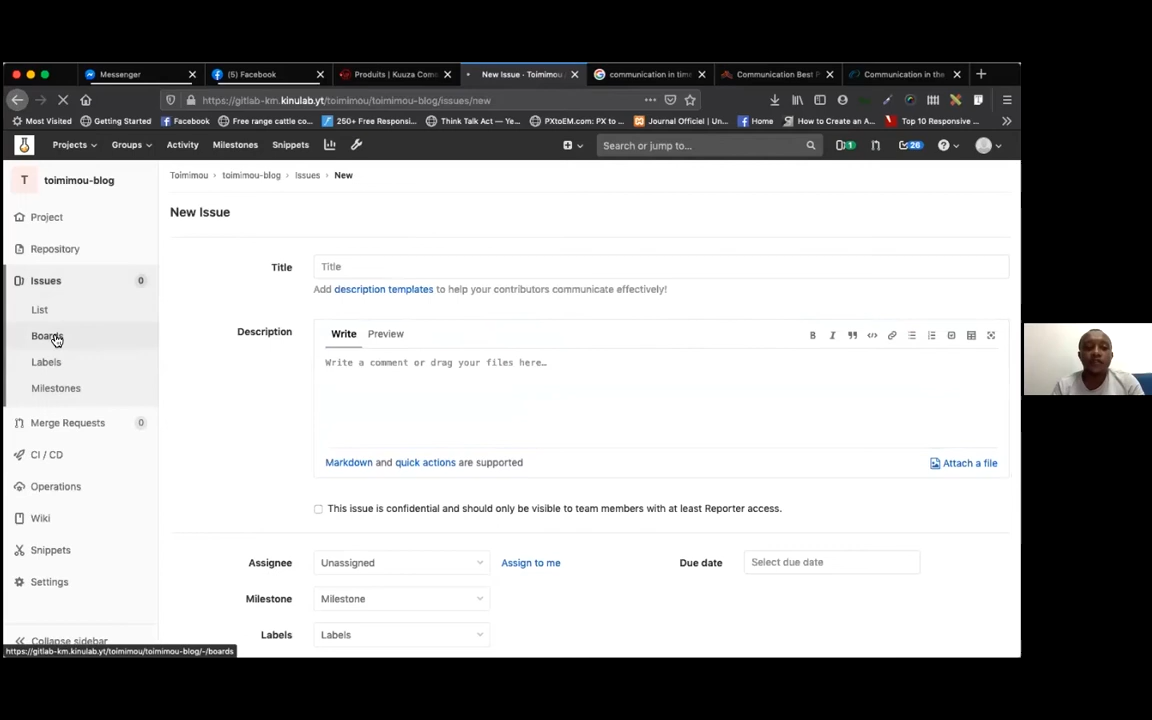 Messenger
(5) Facebook
Produits | Kuuza Com
New Issue · Toimimou
communication in tim
Communication Best P
Communication in the
https://gitlab-km.kinulab.yt/toimimou/toimimou-blog/issues/new
Most Visited
Getting Started
Facebook
Free range cattle co...
250+ Free Responsi...
Think Talk Act — Ye...
PXtoEM.com: PX to ...
Journal Officiel | Un...
Home
How to Create an A...
Top 10 Responsive ...
Projects
Groups
Activity
Milestones
Snippets
Search or jump to...
1
26
T
toimimou-blog
Toimimou › toimimou-blog › Issues › New
Project
Repository
Issues
0
List
Boards
Labels
Milestones
Merge Requests
0
CI / CD
Operations
Wiki
Snippets
Settings
Collapse sidebar
New Issue
Title
Title
Add description templates to help your contributors communicate effectively!
Description
Write
Preview
B
I
Write a comment or drag your files here…
Markdown and quick actions are supported
Attach a file
This issue is confidential and should only be visible to team members with at least Reporter access.
Assignee
Unassigned
Assign to me
Due date
Select due date
Milestone
Milestone
Labels
Labels
https://gitlab-km.kinulab.yt/toimimou/toimimou-blog/-/boards